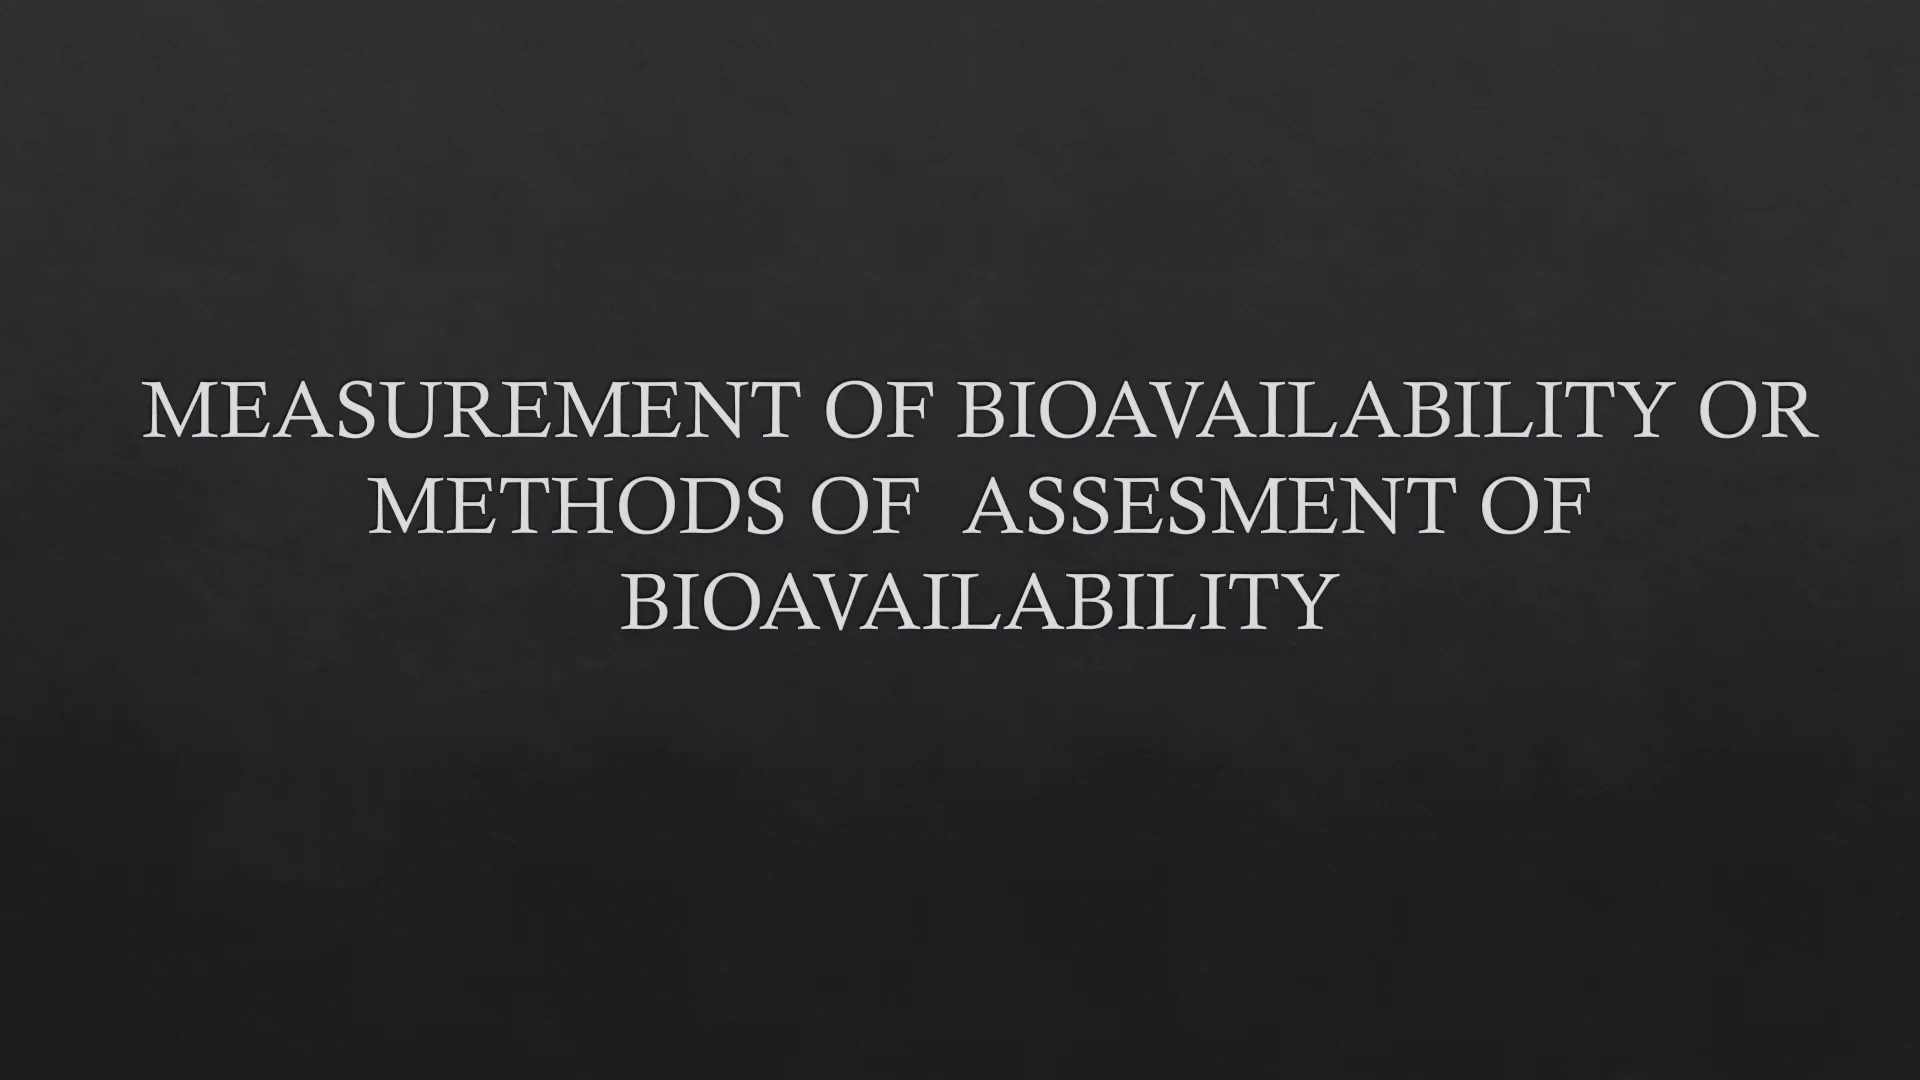 MEASUREMENT OF BIOAVAILABILITY OR
METHODS OF  ASSESMENT OF
BIOAVAILABILITY